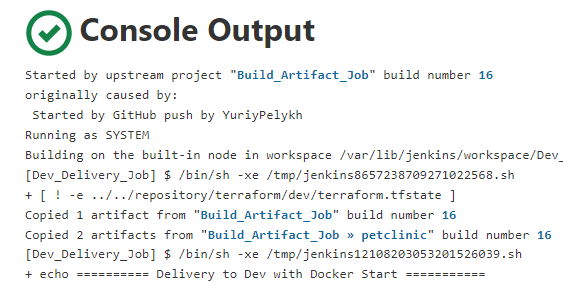 Console Output
Started by upstream project "Build_Artifact_Job" build number 16
originally caused by:
Started by GitHub push by YuriyPelykh
Running as SYSTEM
Building on the built-in node in workspace /var/lib/jenkins/workspace/Dev_
[Dev_Delivery_Job] $ /bin/sh -xe /tmp/jenkins8657238709271022568.sh
+ [ ! -e ../../repository/terraform/dev/terraform.tfstate ]
Copied 1 artifact from "Build_Artifact_Job" build number 16
Copied 2 artifacts from "Build_Artifact_Job » petclinic" build number 16
[Dev_Delivery_Job] $ /bin/sh -xe /tmp/jenkins12108203053201526039.sh
+ echo ========== Delivery to Dev with Docker Start ===========